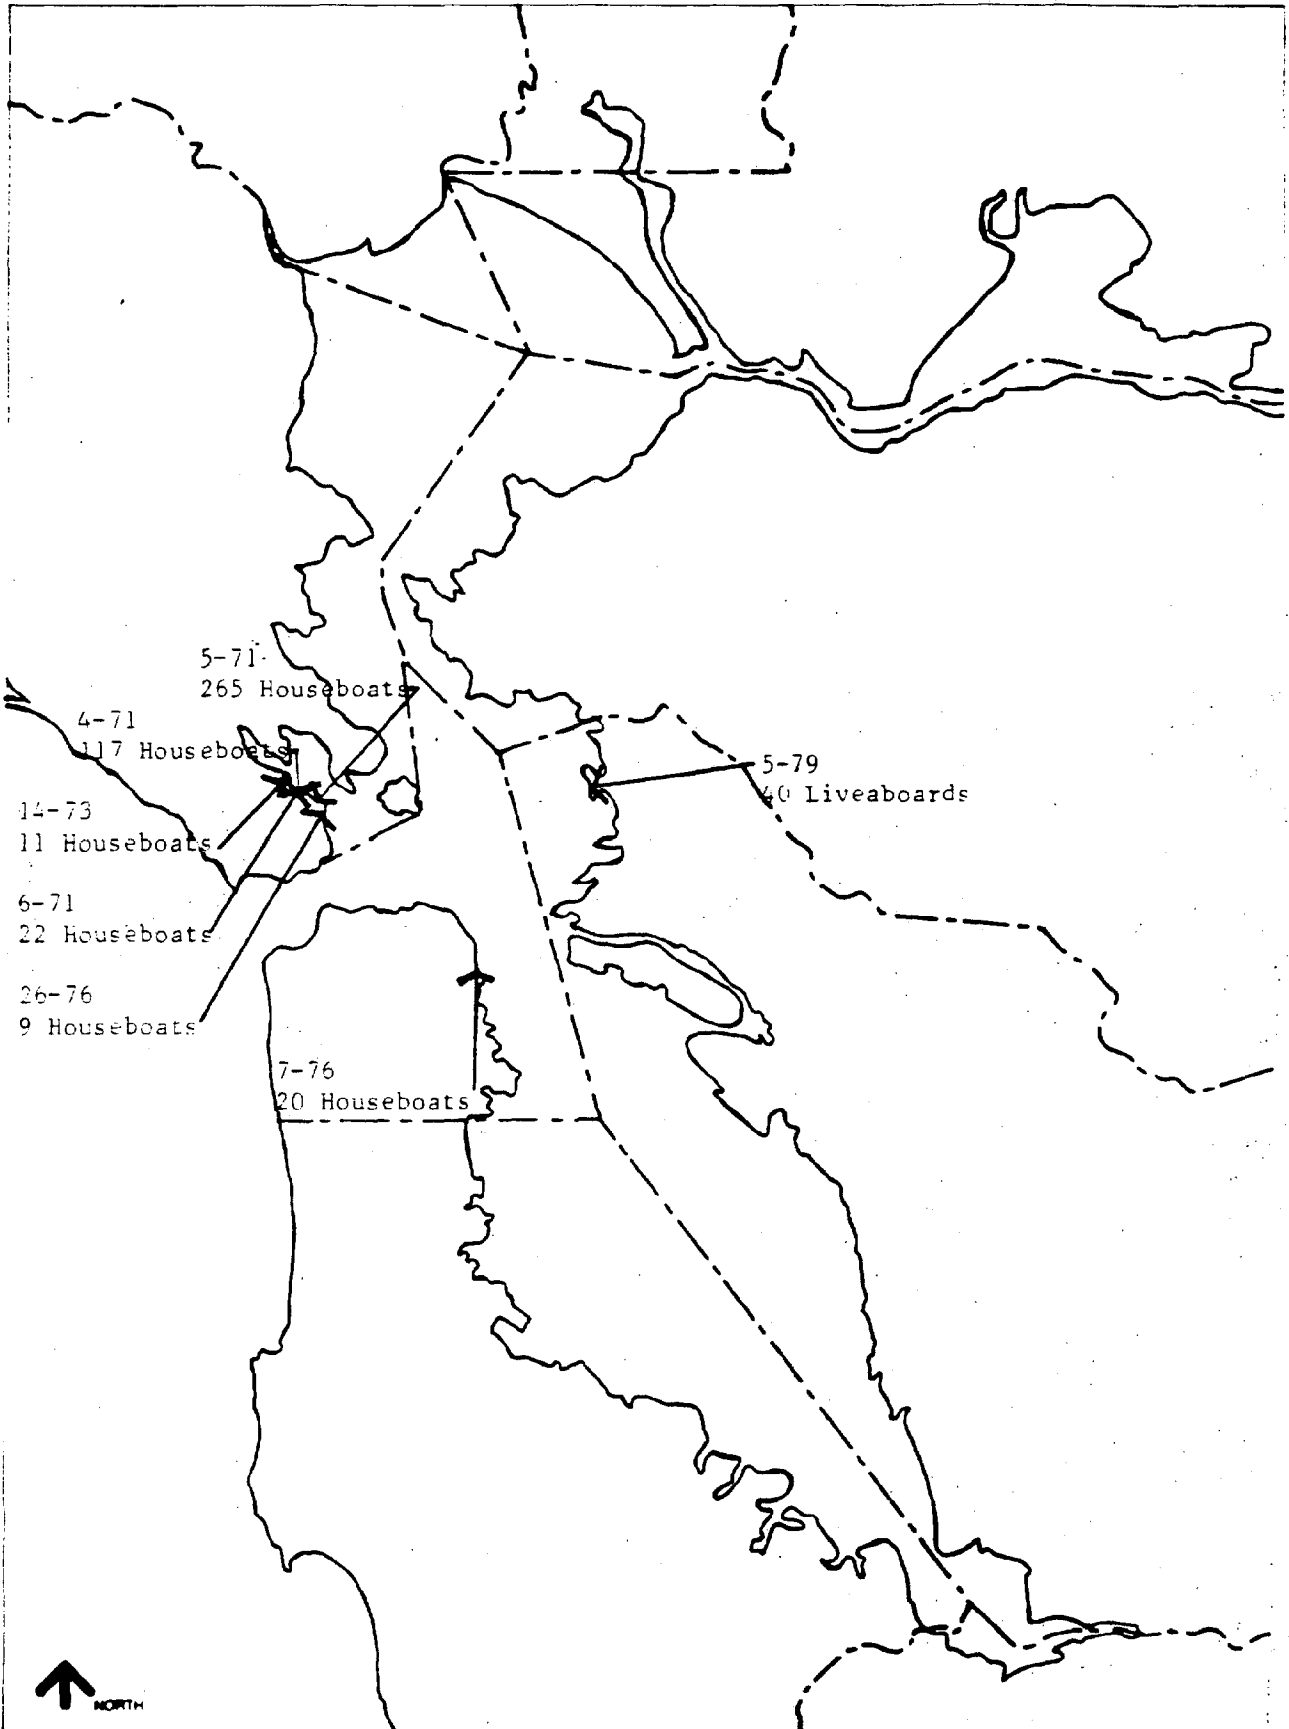 5-71
265 Houseboats
4-71
117 Houseboats
5-79
40 Liveaboards
14-73
11 Houseboats
6-71
22 Houseboats
26-76
9 Houseboats
7-76
20 Houseboats
NORTH